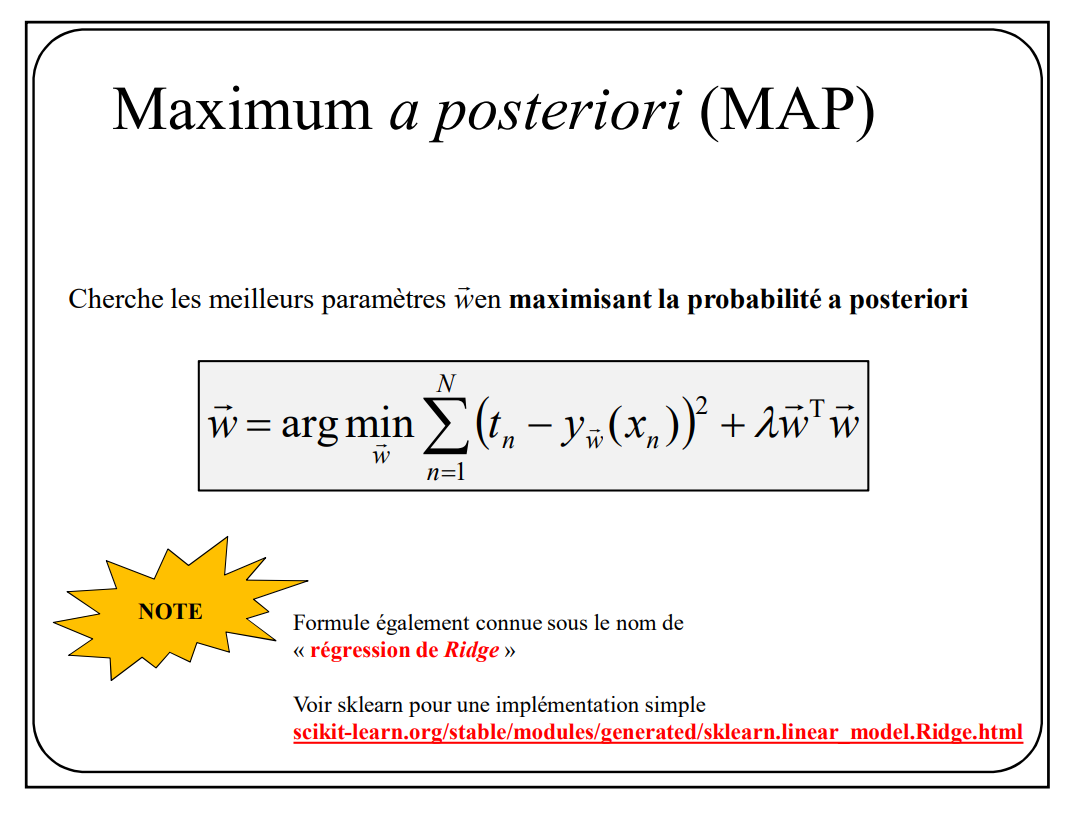 Maximum a posteriori (MAP)
Cherche les meilleurs paramètres w⃗en maximisant la probabilité a posteriori
w⃗ = arg min_w⃗ ∑_{n=1}^{N} (t_n − y_w⃗(x_n))² + λw⃗ᵀw⃗
NOTE
Formule également connue sous le nom de
« régression de Ridge »
Voir sklearn pour une implémentation simple
scikit-learn.org/stable/modules/generated/sklearn.linear_model.Ridge.html